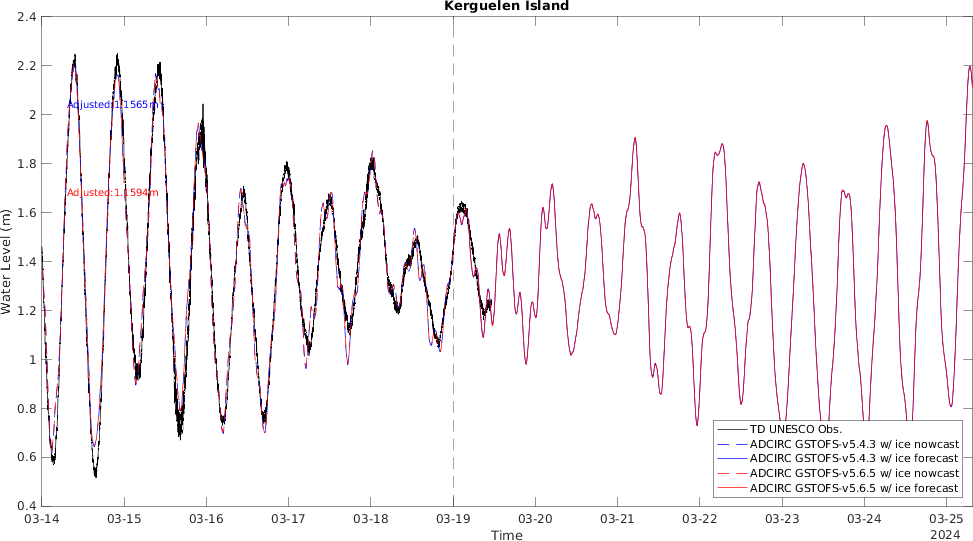 Kerguelen Island
2.4
2.2
2
1.8
1.6
1.4
1.2
1
0.8
0.6
0.4
Water Level (m)
Adjusted:1.1565m
Adjusted:1.1594m
TD UNESCO Obs.
ADCIRC GSTOFS-v5.4.3 w/ ice nowcast
ADCIRC GSTOFS-v5.4.3 w/ ice forecast
ADCIRC GSTOFS-v5.6.5 w/ ice nowcast
ADCIRC GSTOFS-v5.6.5 w/ ice forecast
03-14 03-15 03-16 03-17 03-18 03-19 03-20 03-21 03-22 03-23 03-24 03-25
2024
Time